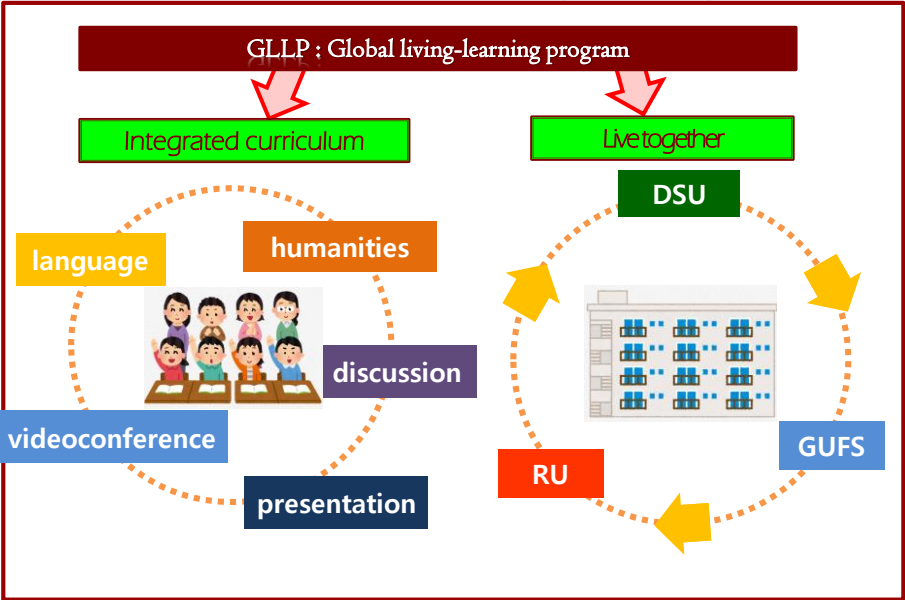 GLLP : Global living-learning program
Integrated curriculum
Live together
language
humanities
discussion
videoconference
presentation
DSU
GUFS
RU